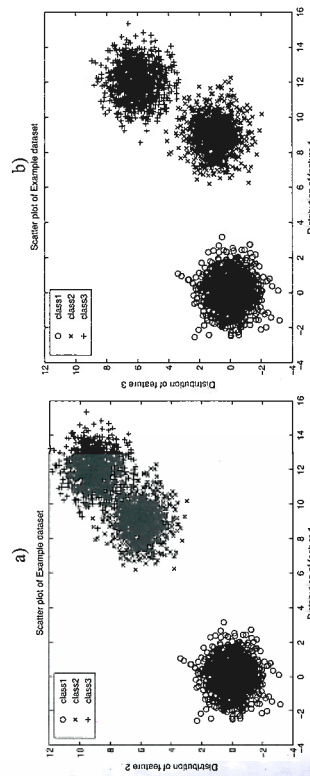 a)
Scatter plot of Example dataset
○ class1
× class2
+ class3
12
10
8
6
4
2
0
−2
−4
−4 −2 0 2 4 6 8 10 12 14 16
Distribution of feature 2
b)
Scatter plot of Example dataset
○ class1
× class2
+ class3
12
10
8
6
4
2
0
−2
−4
−4 −2 0 2 4 6 8 10 12 14 16
Distribution of feature 3